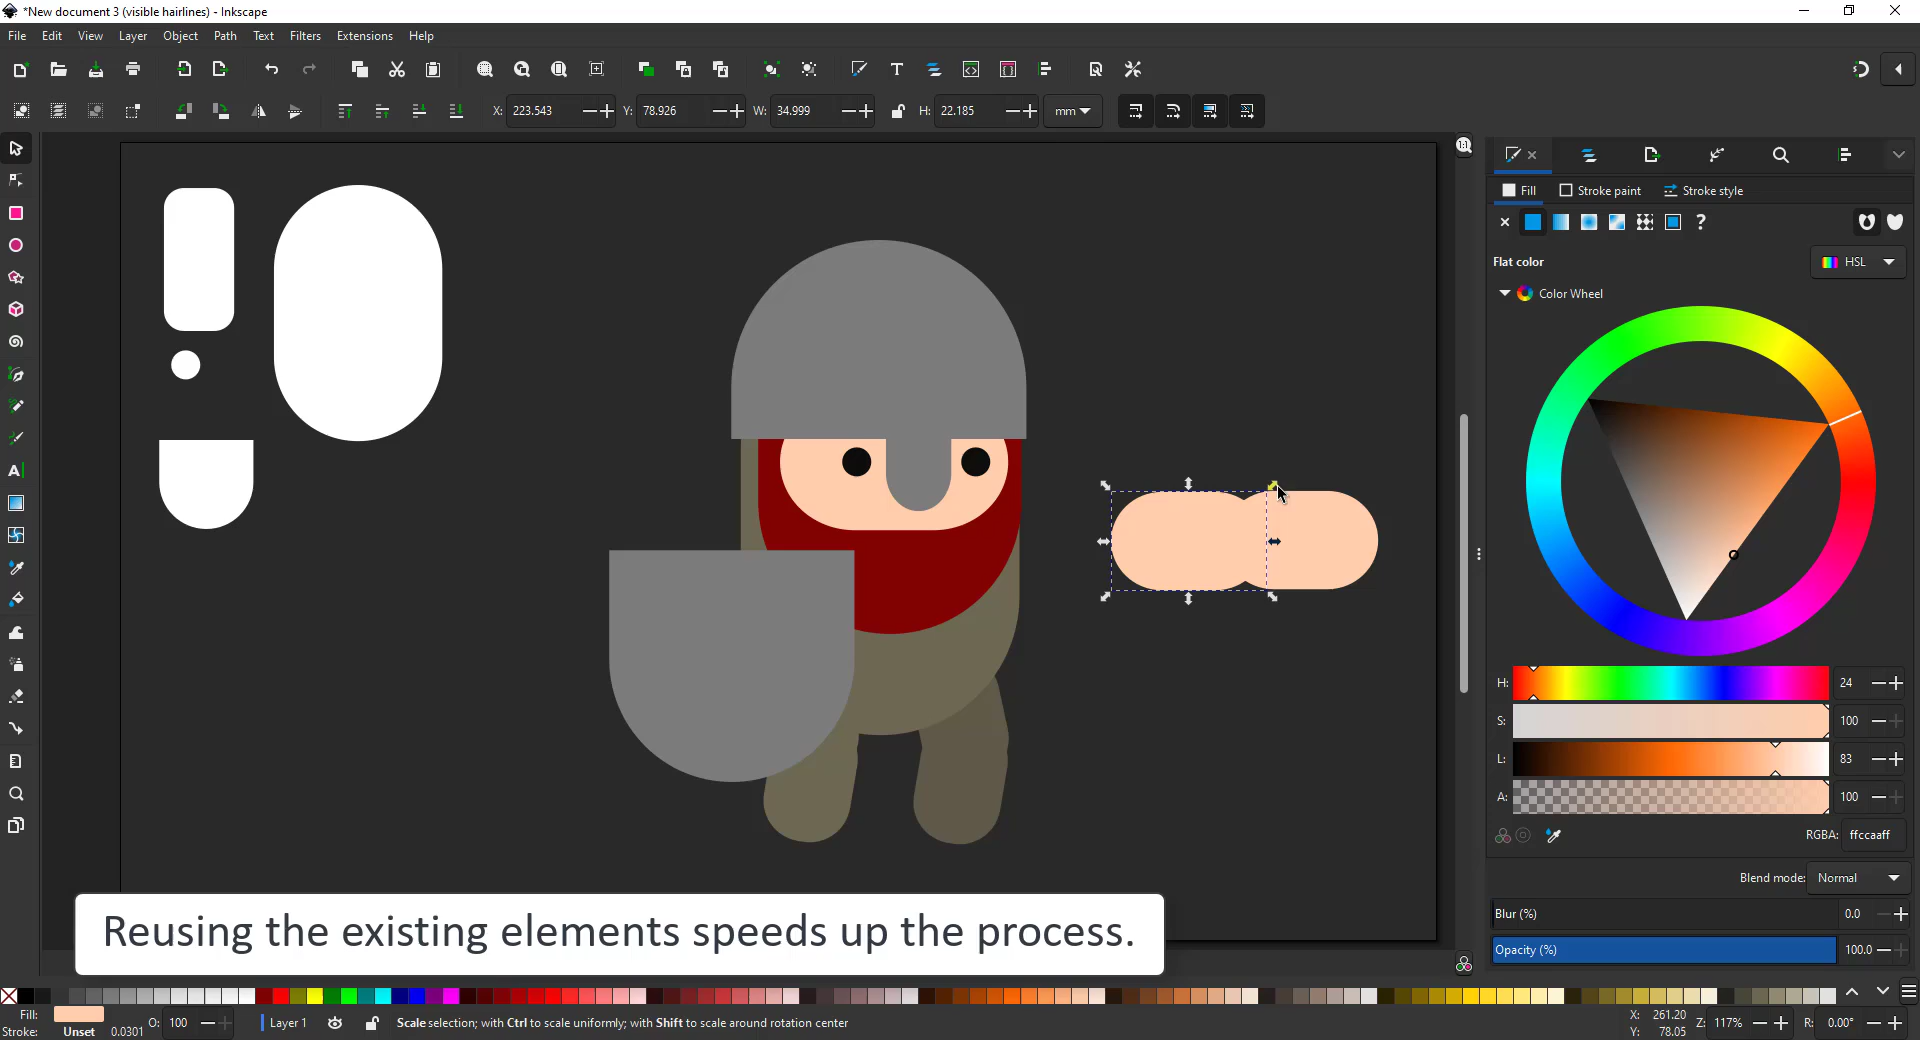 *New document 3 (visible hairlines) - Inkscape
File Edit View Layer Object Path Text Filters Extensions Help
X: 223.543 Y: 78.926 W: 34.999 H: 22.185 mm
1:1
Fill Stroke paint Stroke style
?
Flat color HSL
Color Wheel
H: 24
S: 100
L: 83
A: 100
RGBA: ffccaaff
Blend mode: Normal
Blur (%) 0.0
Opacity (%) 100.0
Reusing the existing elements speeds up the process.
Fill: O: 100 Layer 1 Scale selection; with Ctrl to scale uniformly; with Shift to scale around rotation center X: 261.20 Z: 117% R: 0.00°
Stroke: Unset 0.0301 Y: 78.05